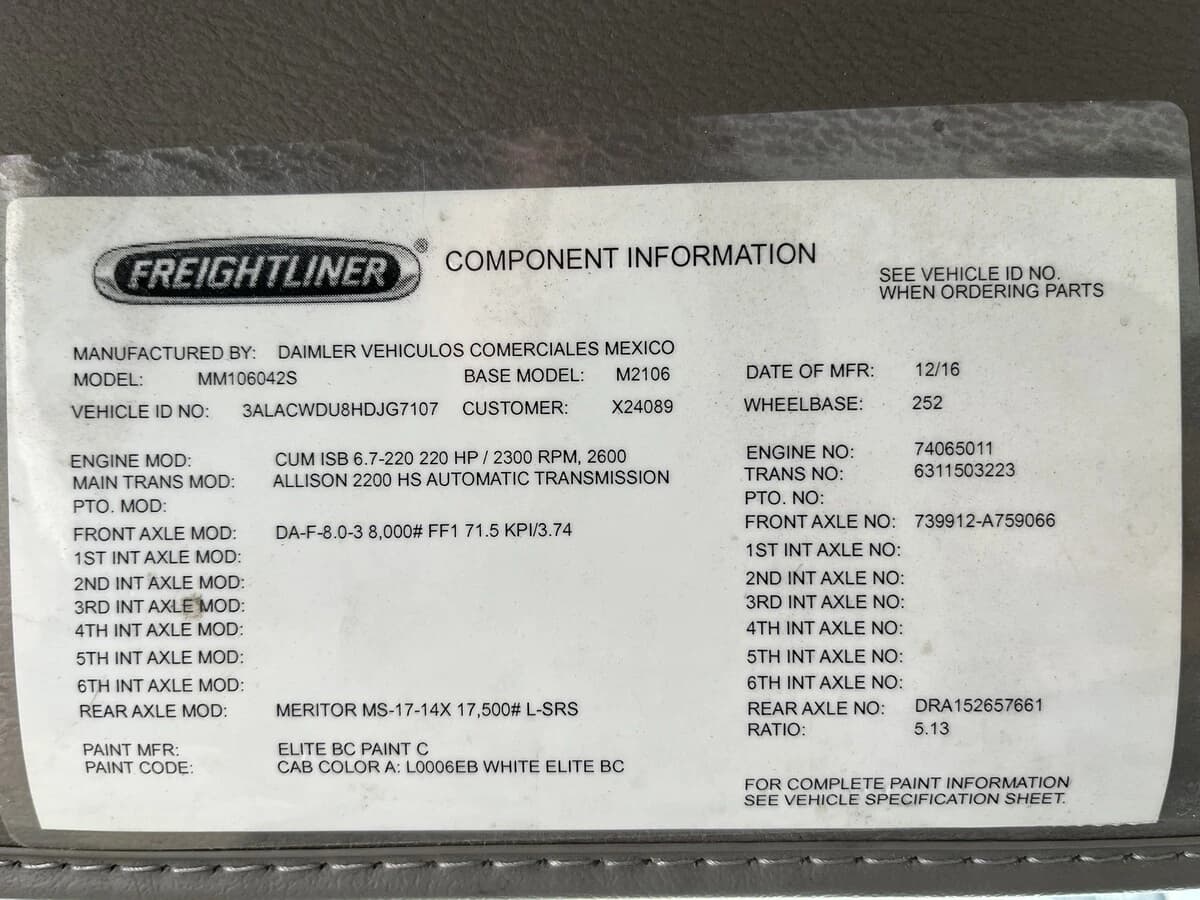 FREIGHTLINER®
COMPONENT INFORMATION
SEE VEHICLE ID NO.
WHEN ORDERING PARTS
MANUFACTURED BY: DAIMLER VEHICULOS COMERCIALES MEXICO
MODEL: MM106042S BASE MODEL: M2106 DATE OF MFR: 12/16
VEHICLE ID NO: 3ALACWDU8HDJG7107 CUSTOMER: X24089 WHEELBASE: 252
ENGINE MOD: CUM ISB 6.7-220 220 HP / 2300 RPM, 2600 ENGINE NO: 74065011
MAIN TRANS MOD: ALLISON 2200 HS AUTOMATIC TRANSMISSION TRANS NO: 6311503223
PTO. MOD: PTO. NO:
FRONT AXLE MOD: DA-F-8.0-3 8,000# FF1 71.5 KPI/3.74 FRONT AXLE NO: 739912-A759066
1ST INT AXLE MOD: 1ST INT AXLE NO:
2ND INT AXLE MOD: 2ND INT AXLE NO:
3RD INT AXLE MOD: 3RD INT AXLE NO:
4TH INT AXLE MOD: 4TH INT AXLE NO:
5TH INT AXLE MOD: 5TH INT AXLE NO:
6TH INT AXLE MOD: 6TH INT AXLE NO:
REAR AXLE MOD: MERITOR MS-17-14X 17,500# L-SRS REAR AXLE NO: DRA152657661
RATIO: 5.13
PAINT MFR: ELITE BC PAINT C
PAINT CODE: CAB COLOR A: L0006EB WHITE ELITE BC
FOR COMPLETE PAINT INFORMATION
SEE VEHICLE SPECIFICATION SHEET.